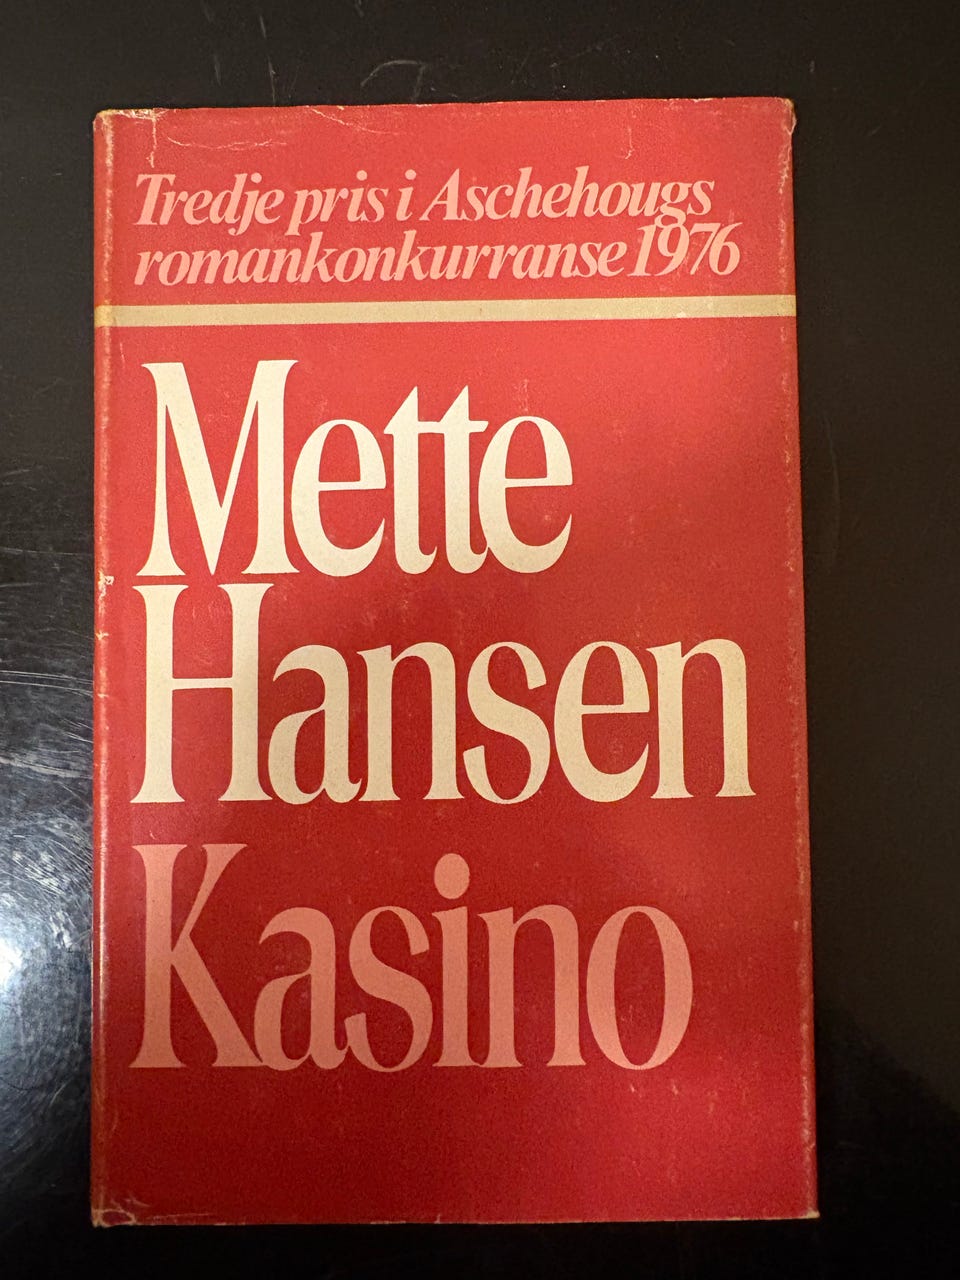 Tredje pris i Aschehougs
romankonkurranse 1976
Mette
Hansen
Kasino